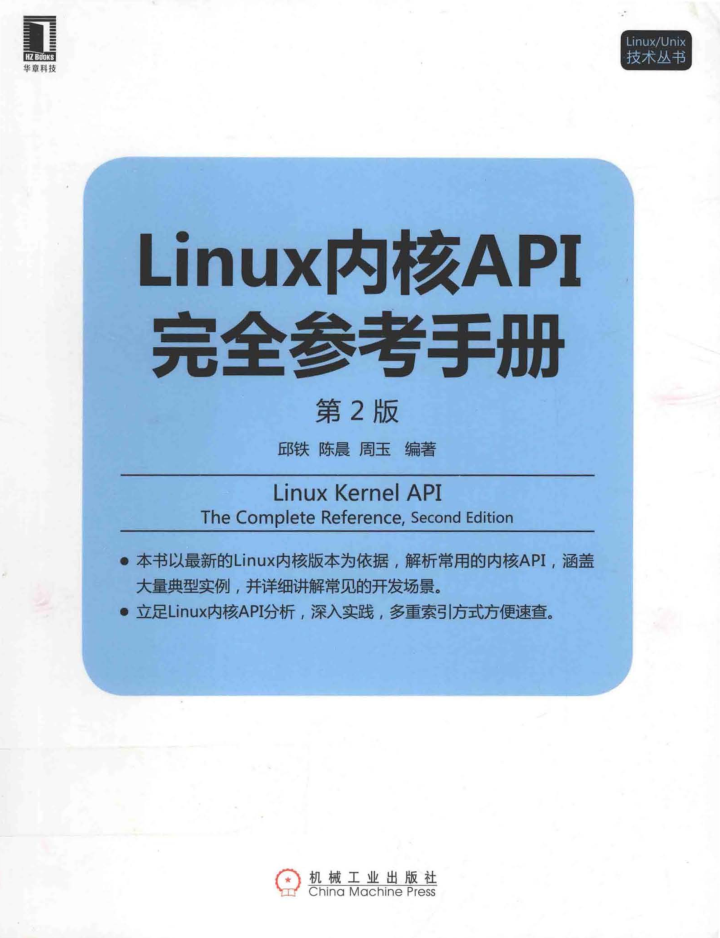 HZ BOOKS
华章科技
Linux/Unix
技术丛书
Linux内核API
完全参考手册
第2版
邱铁 陈晨 周玉 编著
Linux Kernel API
The Complete Reference, Second Edition
● 本书以最新的Linux内核版本为依据，解析常用的内核API，涵盖
大量典型实例，并详细讲解常见的开发场景。
● 立足Linux内核API分析，深入实践，多重索引方式方便速查。
机械工业出版社
China Machine Press